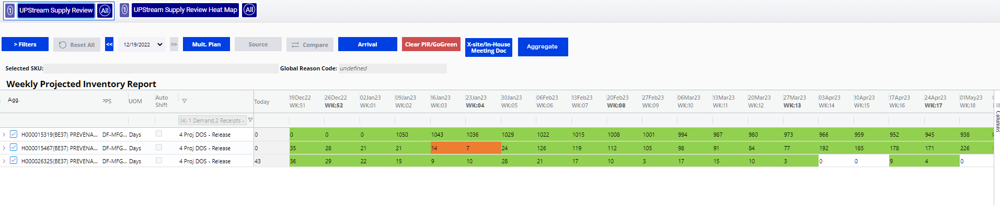 1 UPStream Supply Review All 1 UPStream Supply Review Heat Map All
> Filters Reset All << 12/19/2022 >> Mult. Plan Source Compare Arrival Clear PIR/GoGreen X-site/In-House Meeting Doc Aggregate
Selected SKU: Global Reason Code: undefined
Weekly Projected Inventory Report
Agg. PPS UOM Auto Shift Today 19Dec22 26Dec22 02Jan23 09Jan23 16Jan23 23Jan23 30Jan23 06Feb23 13Feb23 20Feb23 27Feb23 06Mar23 13Mar23 20Mar23 27Mar23 03Apr23 10Apr23 17Apr23 24Apr23 01May23
WK:51 WK:52 WK:01 WK:02 WK:03 WK:04 WK:05 WK:06 WK:07 WK:08 WK:09 WK:10 WK:11 WK:12 WK:13 WK:14 WK:15 WK:16 WK:17 WK:18
(4) 1 Demand,2 Receipts -
H000015319(BE37) PREVENA... DF-MFG... Days 4 Proj DOS - Release 0 0 0 0 1050 1043 1036 1029 1022 1015 1008 1001 994 987 980 973 966 959 952 945 938
H000015467(BE37) PREVENA... DF-MFG... Days 4 Proj DOS - Release 0 35 28 21 21 14 7 24 126 119 112 105 98 91 84 77 192 185 178 171 226
H000026325(BE37) PREVENA... DF-MFG... Days 4 Proj DOS - Release 43 36 29 22 15 9 10 28 21 17 10 3 17 15 10 3 0 0 9 4 0
Columns